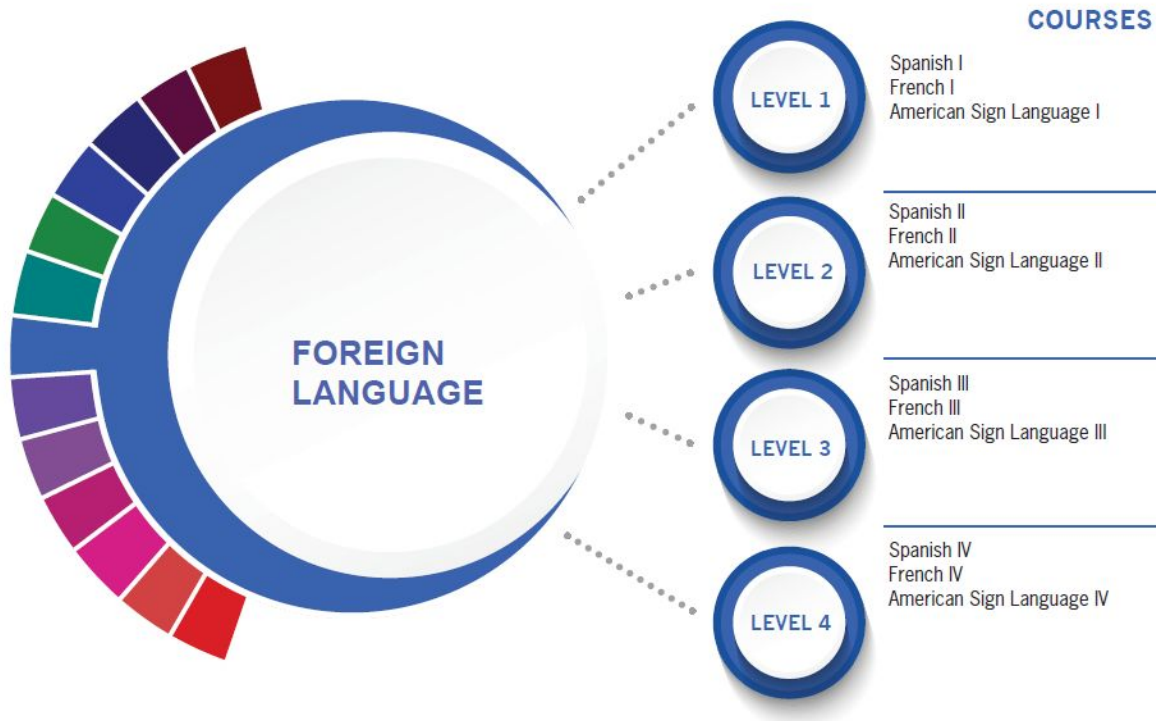 COURSES
FOREIGN
LANGUAGE
LEVEL 1
Spanish I
French I
American Sign Language I
LEVEL 2
Spanish II
French II
American Sign Language II
LEVEL 3
Spanish III
French III
American Sign Language III
LEVEL 4
Spanish IV
French IV
American Sign Language IV